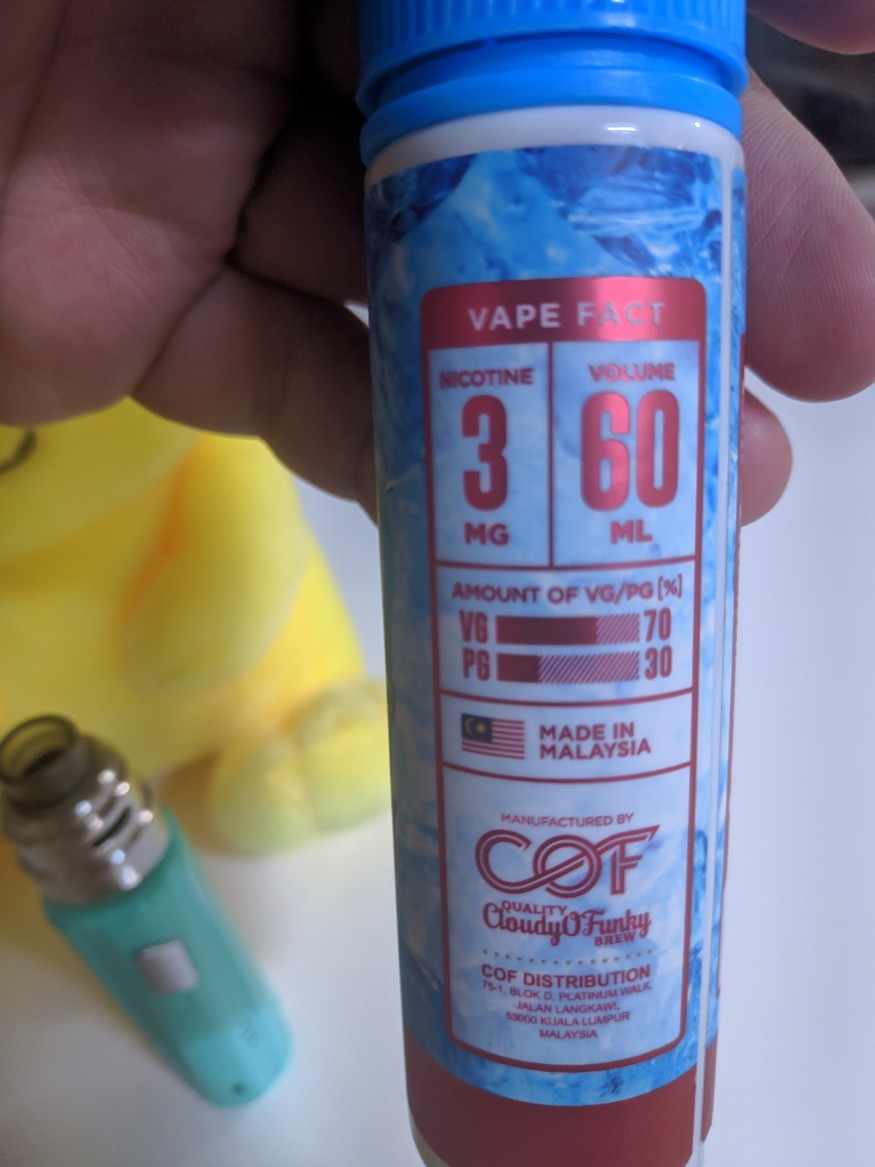 VAPE FACT
NICOTINE
3
MG
VOLUME
60
ML
AMOUNT OF VG/PG [%]
VG 70
PG 30
MADE IN
MALAYSIA
MANUFACTURED BY
COF
QUALITY
CloudyOFunky
BREW
COF DISTRIBUTION
75-1, BLOK D, PLATINUM WALK,
JALAN LANGKAWI,
53000 KUALA LUMPUR
MALAYSIA